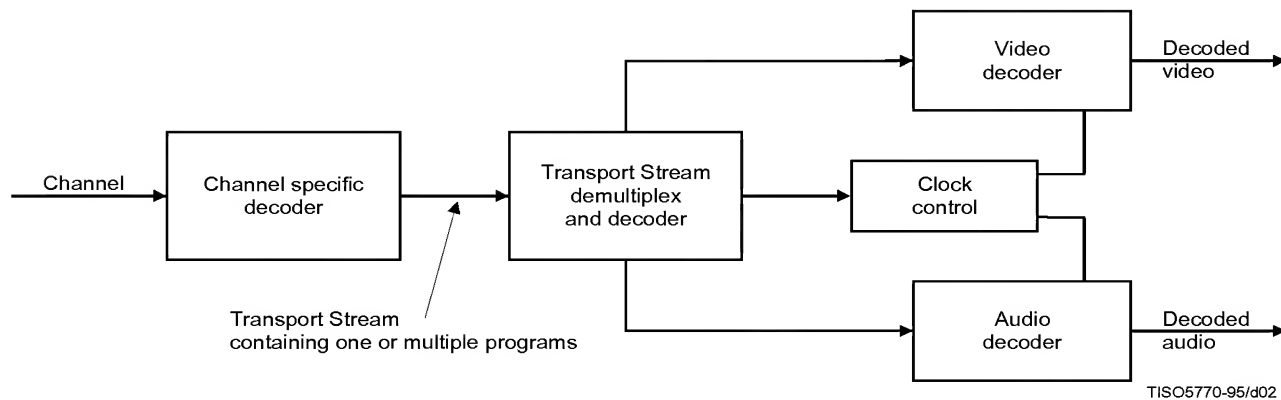 Channel
Channel specific
decoder
Transport Stream
containing one or multiple programs
Transport Stream
demultiplex
and decoder
Clock
control
Video
decoder
Decoded
video
Audio
decoder
Decoded
audio
TISO5770-95/d02